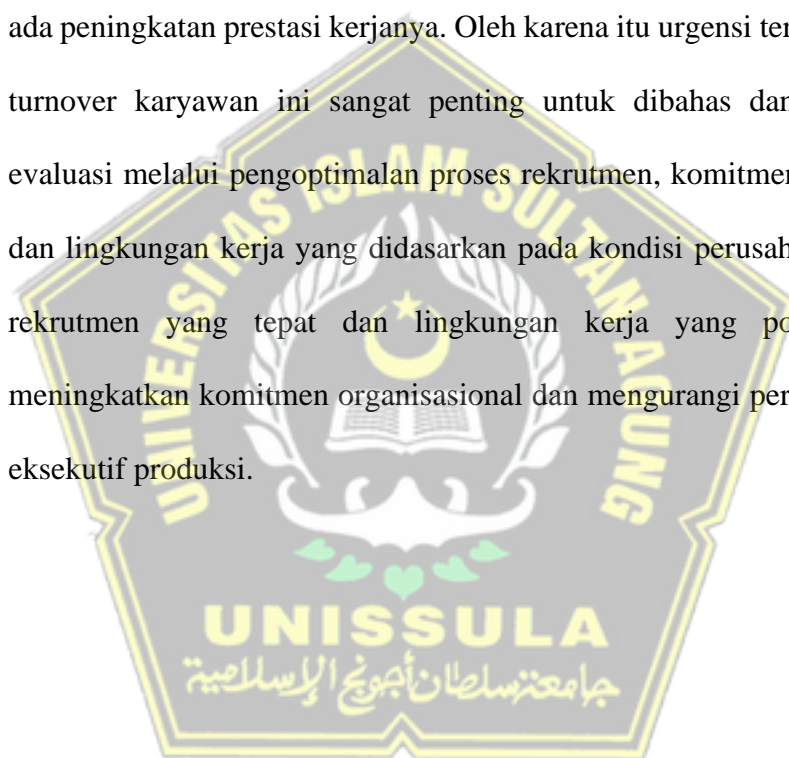 ada peningkatan prestasi kerjanya. Oleh karena itu urgensi ter
turnover karyawan ini sangat penting untuk dibahas dan
evaluasi melalui pengoptimalan proses rekrutmen, komitmen
dan lingkungan kerja yang didasarkan pada kondisi perusah
rekrutmen yang tepat dan lingkungan kerja yang po
meningkatkan komitmen organisasional dan mengurangi per
eksekutif produksi.
UNIVERSITAS ISLAM SULTAN AGUNG
UNISSULA
جامعة سلطان أجونج الإسلامية